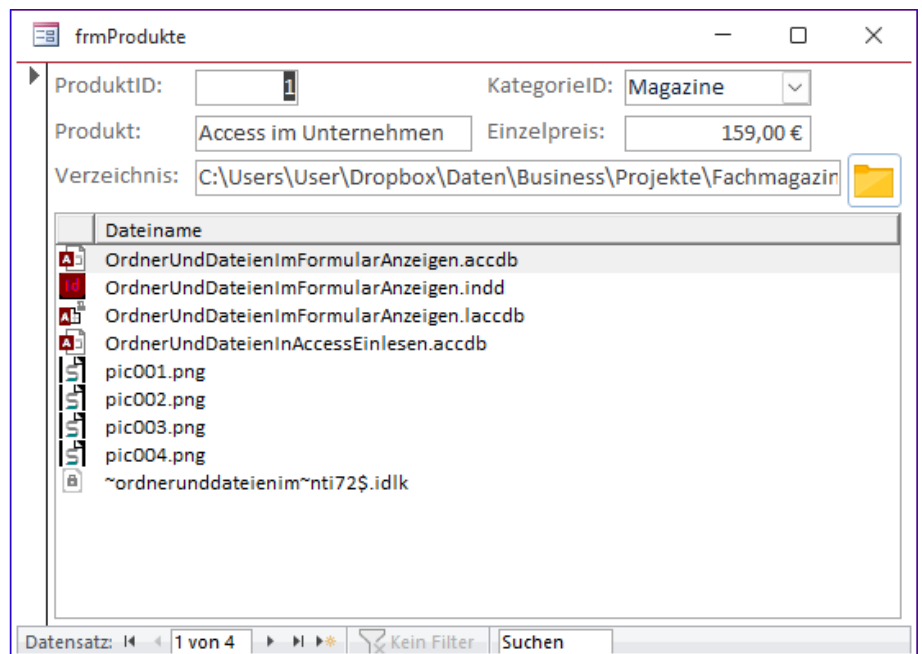 frmProdukte
ProduktID: 1 KategorieID: Magazine
Produkt: Access im Unternehmen Einzelpreis: 159,00 €
Verzeichnis: C:\Users\User\Dropbox\Daten\Business\Projekte\Fachmagazin
Dateiname
OrdnerUndDateienImFormularAnzeigen.accdb
OrdnerUndDateienImFormularAnzeigen.indd
OrdnerUndDateienImFormularAnzeigen.laccdb
OrdnerUndDateienInAccessEinlesen.accdb
pic001.png
pic002.png
pic003.png
pic004.png
~ordnerunddateienim~nti72$.idlk
Datensatz: 1 von 4 Kein Filter Suchen